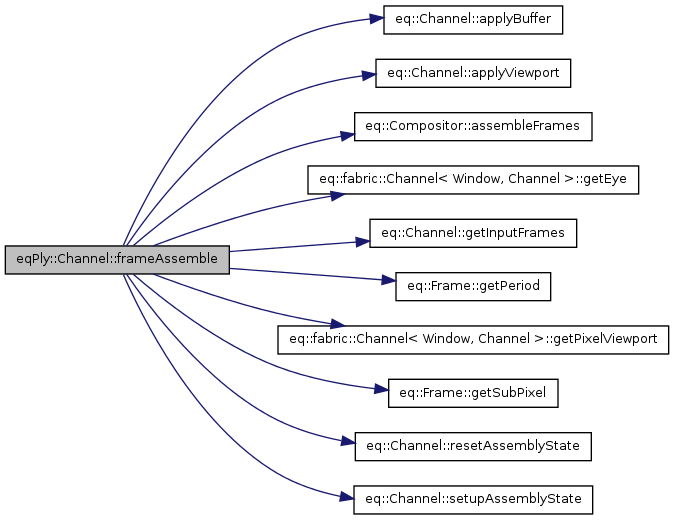 eq::Channel::applyBuffer
eq::Channel::applyViewport
eq::Compositor::assembleFrames
eq::fabric::Channel< Window, Channel >::getEye
eq::Channel::getInputFrames
eqPly::Channel::frameAssemble
eq::Frame::getPeriod
eq::fabric::Channel< Window, Channel >::getPixelViewport
eq::Frame::getSubPixel
eq::Channel::resetAssemblyState
eq::Channel::setupAssemblyState